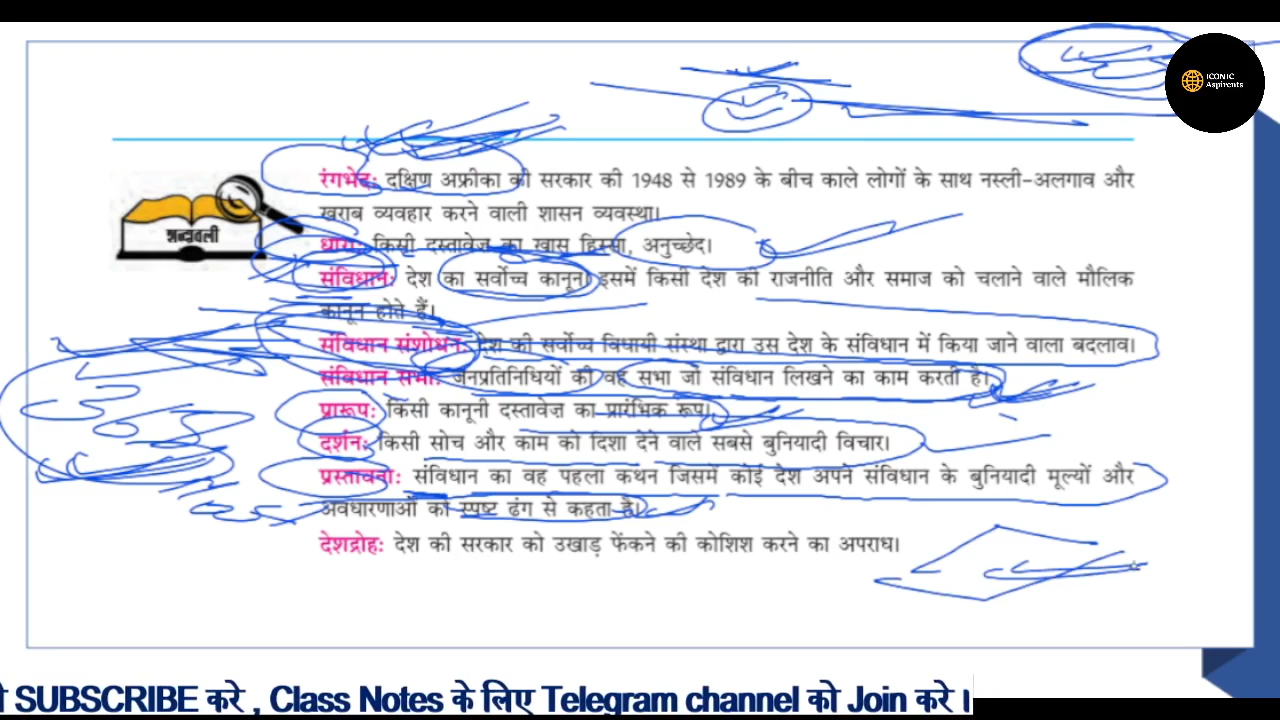 ICONIC
Aspirents
शब्दावली
रंगभेद: दक्षिण अफ्रीका की सरकार की 1948 से 1989 के बीच काले लोगों के साथ नस्ली-अलगाव और
खराब व्यवहार करने वाली शासन व्यवस्था।
धारा: किसी दस्तावेज़ का खास हिस्सा, अनुच्छेद।
संविधान: देश का सर्वोच्च कानून। इसमें किसी देश की राजनीति और समाज को चलाने वाले मौलिक
कानून होते हैं।
संविधान संशोधन: देश की सर्वोच्च विधायी संस्था द्वारा उस देश के संविधान में किया जाने वाला बदलाव।
संविधान सभा: जनप्रतिनिधियों की वह सभा जो संविधान लिखने का काम करती है।
प्रारूप: किसी कानूनी दस्तावेज़ का प्रारंभिक रूप।
दर्शन: किसी सोच और काम को दिशा देने वाले सबसे बुनियादी विचार।
प्रस्तावना: संविधान का वह पहला कथन जिसमें कोई देश अपने संविधान के बुनियादी मूल्यों और
अवधारणाओं को स्पष्ट ढंग से कहता है।
देशद्रोह: देश की सरकार को उखाड़ फेंकने की कोशिश करने का अपराध।
SUBSCRIBE करे , Class Notes के लिए Telegram channel को Join करे ।